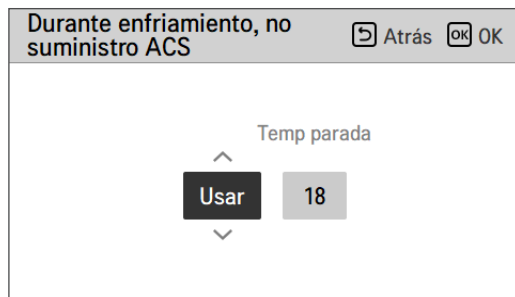 Durante enfriamiento, no
suministro ACS
Atrás OK OK
Temp parada
Usar 18